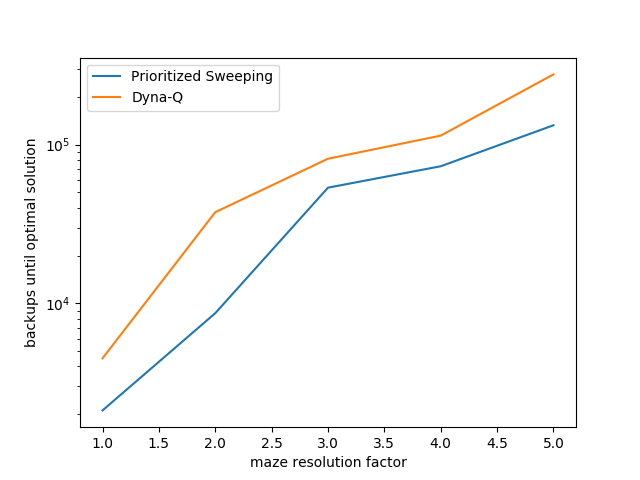 Prioritized Sweeping
Dyna-Q
backups until optimal solution
10^5
10^4
1.0 1.5 2.0 2.5 3.0 3.5 4.0 4.5 5.0
maze resolution factor